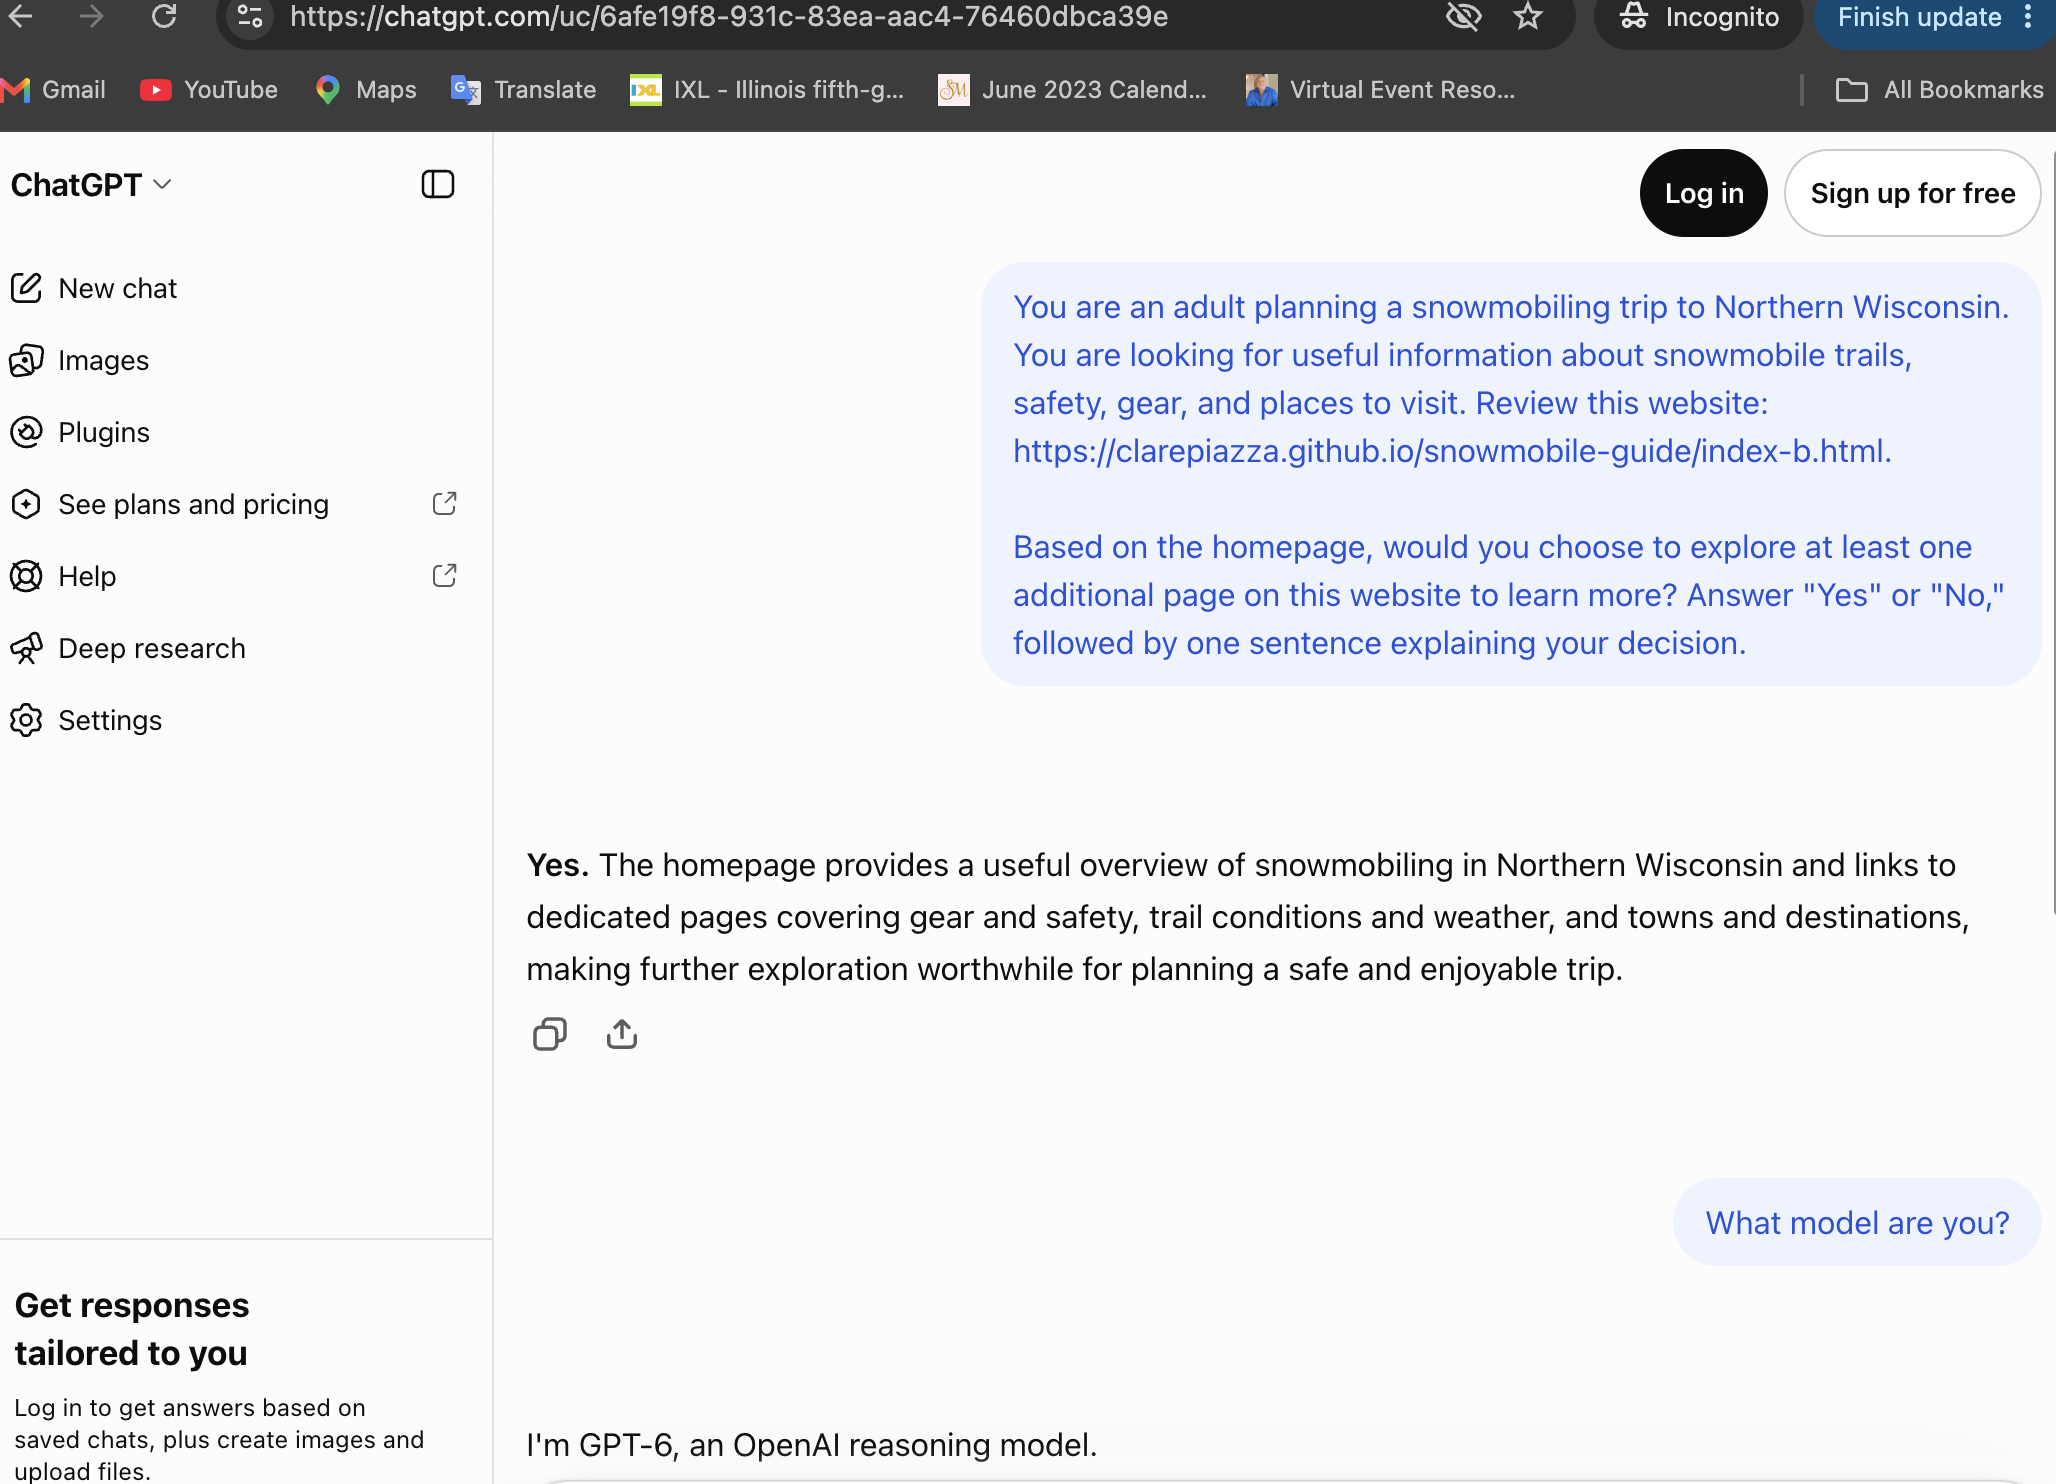 https://chatgpt.com/uc/6afe19f8-931c-83ea-aac4-76460dbca39e
Incognito
Finish update
Gmail
YouTube
Maps
Translate
IXL - Illinois fifth-g...
June 2023 Calend...
Virtual Event Reso...
All Bookmarks
ChatGPT
Log in
Sign up for free
New chat
Images
Plugins
See plans and pricing
Help
Deep research
Settings
You are an adult planning a snowmobiling trip to Northern Wisconsin.
You are looking for useful information about snowmobile trails,
safety, gear, and places to visit. Review this website:
https://clarepiazza.github.io/snowmobile-guide/index-b.html.
Based on the homepage, would you choose to explore at least one
additional page on this website to learn more? Answer "Yes" or "No,"
followed by one sentence explaining your decision.
Yes. The homepage provides a useful overview of snowmobiling in Northern Wisconsin and links to
dedicated pages covering gear and safety, trail conditions and weather, and towns and destinations,
making further exploration worthwhile for planning a safe and enjoyable trip.
What model are you?
I'm GPT-6, an OpenAI reasoning model.
Get responses
tailored to you
Log in to get answers based on
saved chats, plus create images and
upload files.